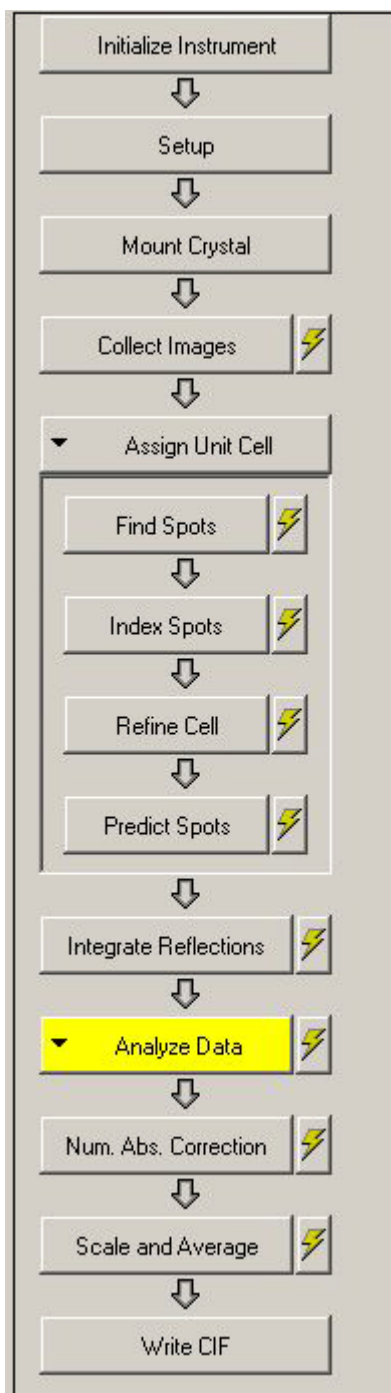 Initialize Instrument
Setup
Mount Crystal
Collect Images
Assign Unit Cell
Find Spots
Index Spots
Refine Cell
Predict Spots
Integrate Reflections
Analyze Data
Num. Abs. Correction
Scale and Average
Write CIF